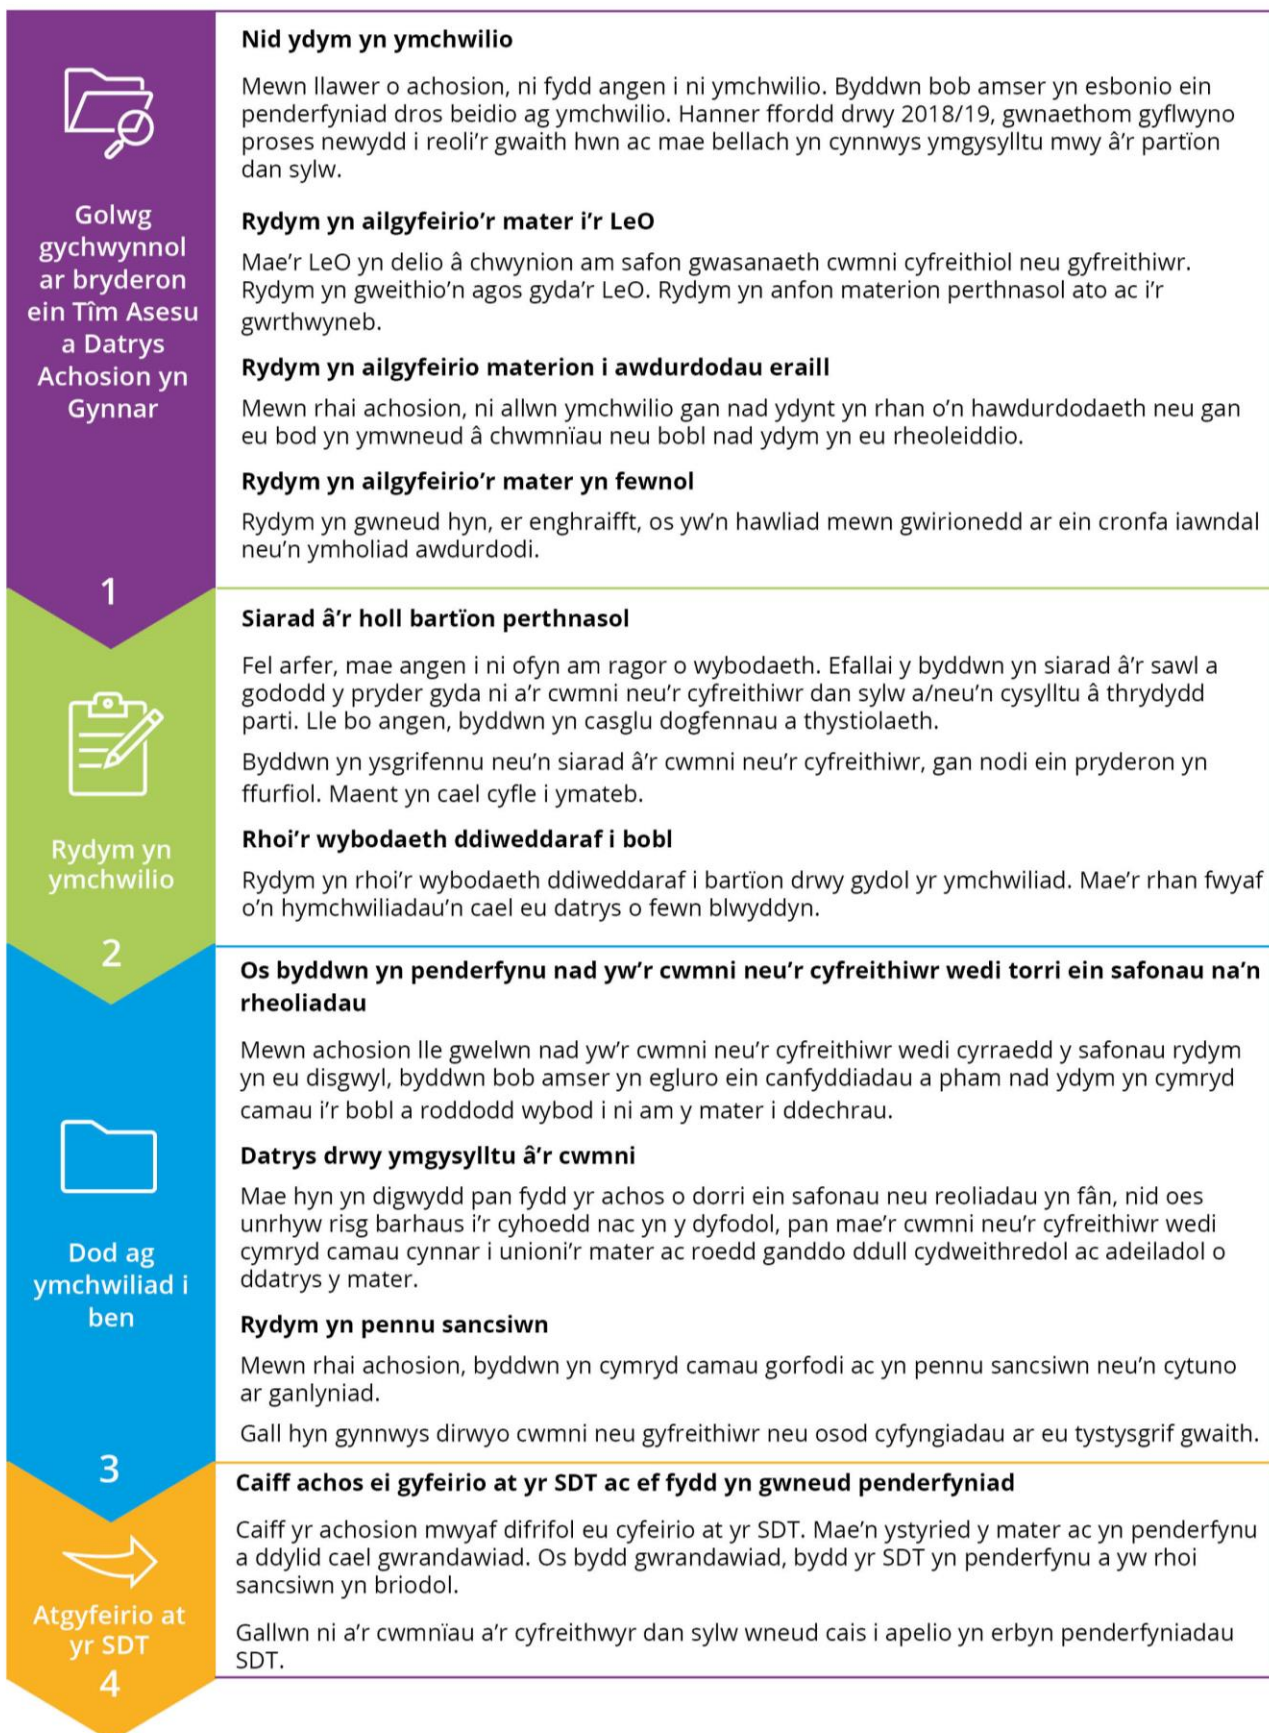 Golwg
gychwynnol
ar bryderon
ein Tîm Asesu
a Datrys
Achosion yn
Gynnar
1
Nid ydym yn ymchwilio
Mewn llawer o achosion, ni fydd angen i ni ymchwilio. Byddwn bob amser yn esbonio ein
penderfyniad dros beidio ag ymchwilio. Hanner ffordd drwy 2018/19, gwnaethom gyflwyno
proses newydd i reoli’r gwaith hwn ac mae bellach yn cynnwys ymgysylltu mwy â’r partïon
dan sylw.
Rydym yn ailgyfeirio’r mater i’r LeO
Mae’r LeO yn delio â chwynion am safon gwasanaeth cwmni cyfreithiol neu gyfreithiwr.
Rydym yn gweithio’n agos gyda’r LeO. Rydym yn anfon materion perthnasol ato ac i’r
gwrthwyneb.
Rydym yn ailgyfeirio materion i awdurdodau eraill
Mewn rhai achosion, ni allwn ymchwilio gan nad ydynt yn rhan o’n hawdurdodaeth neu gan
eu bod yn ymwneud â chwmnïau neu bobl nad ydym yn eu rheoleiddio.
Rydym yn ailgyfeirio’r mater yn fewnol
Rydym yn gwneud hyn, er enghraifft, os yw’n hawliad mewn gwirionedd ar ein cronfa iawndal
neu’n ymholiad awdurdodi.
Rydym yn
ymchwilio
2
Siarad â’r holl bartïon perthnasol
Fel arfer, mae angen i ni ofyn am ragor o wybodaeth. Efallai y byddwn yn siarad â’r sawl a
gododd y pryder gyda ni a’r cwmni neu’r cyfreithiwr dan sylw a/neu’n cysylltu â thrydydd
parti. Lle bo angen, byddwn yn casglu dogfennau a thystiolaeth.
Byddwn yn ysgrifennu neu’n siarad â’r cwmni neu’r cyfreithiwr, gan nodi ein pryderon yn
ffurfiol. Maent yn cael cyfle i ymateb.
Rhoi’r wybodaeth ddiweddaraf i bobl
Rydym yn rhoi’r wybodaeth ddiweddaraf i bartïon drwy gydol yr ymchwiliad. Mae’r rhan fwyaf
o’n hymchwiliadau’n cael eu datrys o fewn blwyddyn.
Dod ag
ymchwiliad i
ben
3
Os byddwn yn penderfynu nad yw’r cwmni neu’r cyfreithiwr wedi torri ein safonau na’n
rheoliadau
Mewn achosion lle gwelwn nad yw’r cwmni neu’r cyfreithiwr wedi cyrraedd y safonau rydym
yn eu disgwyl, byddwn bob amser yn egluro ein canfyddiadau a pham nad ydym yn cymryd
camau i’r bobl a roddodd wybod i ni am y mater i ddechrau.
Datrys drwy ymgysylltu â’r cwmni
Mae hyn yn digwydd pan fydd yr achos o dorri ein safonau neu reoliadau yn fân, nid oes
unrhyw risg barhaus i’r cyhoedd nac yn y dyfodol, pan mae’r cwmni neu’r cyfreithiwr wedi
cymryd camau cynnar i unioni’r mater ac roedd ganddo ddull cydweithredol ac adeiladol o
ddatrys y mater.
Rydym yn pennu sancsiwn
Mewn rhai achosion, byddwn yn cymryd camau gorfodi ac yn pennu sancsiwn neu’n cytuno
ar ganlyniad.
Gall hyn gynnwys dirwyo cwmni neu gyfreithiwr neu osod cyfyngiadau ar eu tystysgrif gwaith.
Atgyfeirio at
yr SDT
4
Caiff achos ei gyfeirio at yr SDT ac ef fydd yn gwneud penderfyniad
Caiff yr achosion mwyaf difrifol eu cyfeirio at yr SDT. Mae’n ystyried y mater ac yn penderfynu
a ddylid cael gwrandawiad. Os bydd gwrandawiad, bydd yr SDT yn penderfynu a yw rhoi
sancsiwn yn briodol.
Gallwn ni a’r cwmnïau a’r cyfreithwyr dan sylw wneud cais i apelio yn erbyn penderfyniadau
SDT.